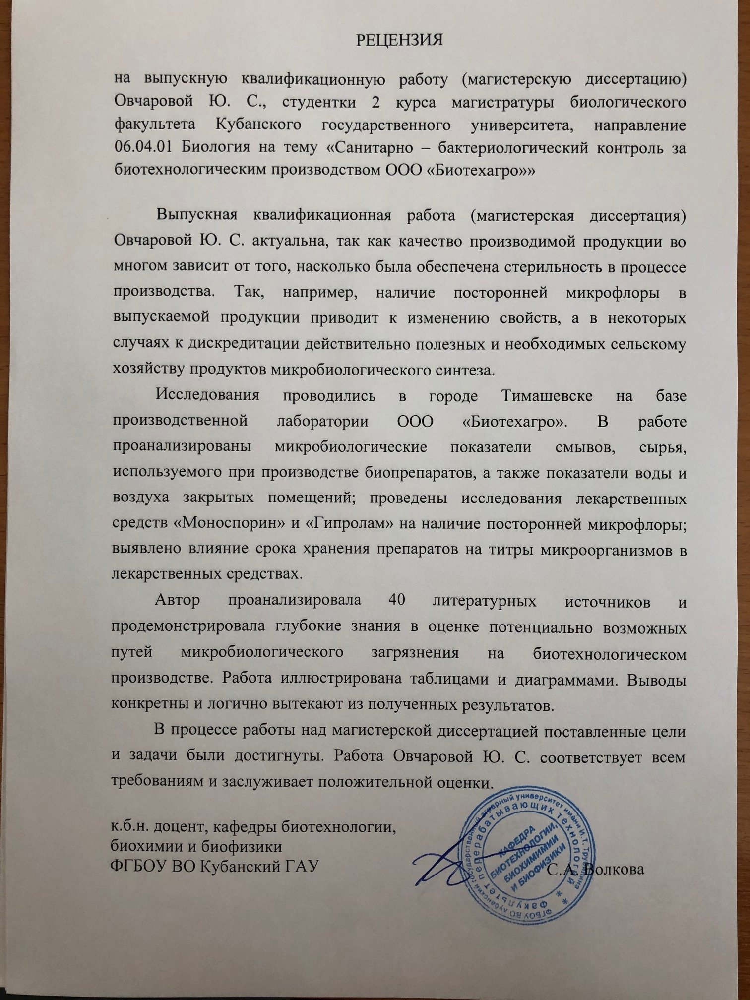 РЕЦЕНЗИЯ
на выпускную квалификационную работу (магистерскую диссертацию)
Овчаровой Ю. С., студентки 2 курса магистратуры биологического
факультета Кубанского государственного университета, направление
06.04.01 Биология на тему «Санитарно – бактериологический контроль за
биотехнологическим производством ООО «Биотехагро»»
Выпускная квалификационная работа (магистерская диссертация)
Овчаровой Ю. С. актуальна, так как качество производимой продукции во
многом зависит от того, насколько была обеспечена стерильность в процессе
производства. Так, например, наличие посторонней микрофлоры в
выпускаемой продукции приводит к изменению свойств, а в некоторых
случаях к дискредитации действительно полезных и необходимых сельскому
хозяйству продуктов микробиологического синтеза.
Исследования проводились в городе Тимашевске на базе
производственной лаборатории ООО «Биотехагро». В работе
проанализированы микробиологические показатели смывов, сырья,
используемого при производстве биопрепаратов, а также показатели воды и
воздуха закрытых помещений; проведены исследования лекарственных
средств «Моноспорин» и «Гипролам» на наличие посторонней микрофлоры;
выявлено влияние срока хранения препаратов на титры микроорганизмов в
лекарственных средствах.
Автор проанализировала 40 литературных источников и
продемонстрировала глубокие знания в оценке потенциально возможных
путей микробиологического загрязнения на биотехнологическом
производстве. Работа иллюстрирована таблицами и диаграммами. Выводы
конкретны и логично вытекают из полученных результатов.
В процессе работы над магистерской диссертацией поставленные цели
и задачи были достигнуты. Работа Овчаровой Ю. С. соответствует всем
требованиям и заслуживает положительной оценки.
к.б.н. доцент, кафедры биотехнологии,
биохимии и биофизики
ФГБОУ ВО Кубанский ГАУ
С.А. Волкова
ФГБОУ ВО Кубанский государственный аграрный университет имени И.Т. Трубилина
Факультет перерабатывающих технологий
КАФЕДРА
БИОТЕХНОЛОГИИ,
БИОХИМИМИИ
И БИОФИЗИКИ